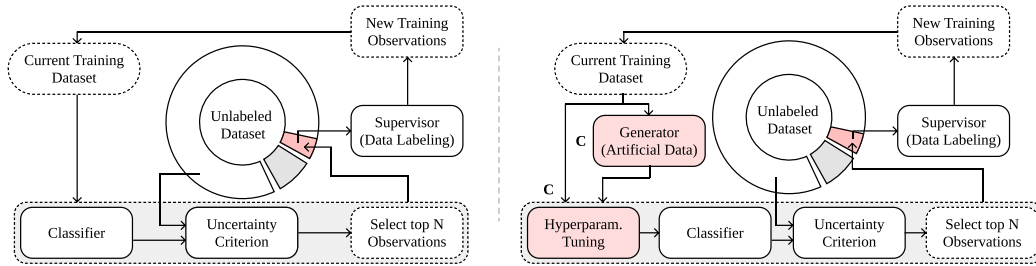 New Training
Observations
Current Training
Dataset
Unlabeled
Dataset
Supervisor
(Data Labeling)
Classifier
Uncertainty
Criterion
Select top N
Observations
New Training
Observations
Current Training
Dataset
Unlabeled
Dataset
C
Generator
(Artificial Data)
Supervisor
(Data Labeling)
C
Hyperparam.
Tuning
Classifier
Uncertainty
Criterion
Select top N
Observations